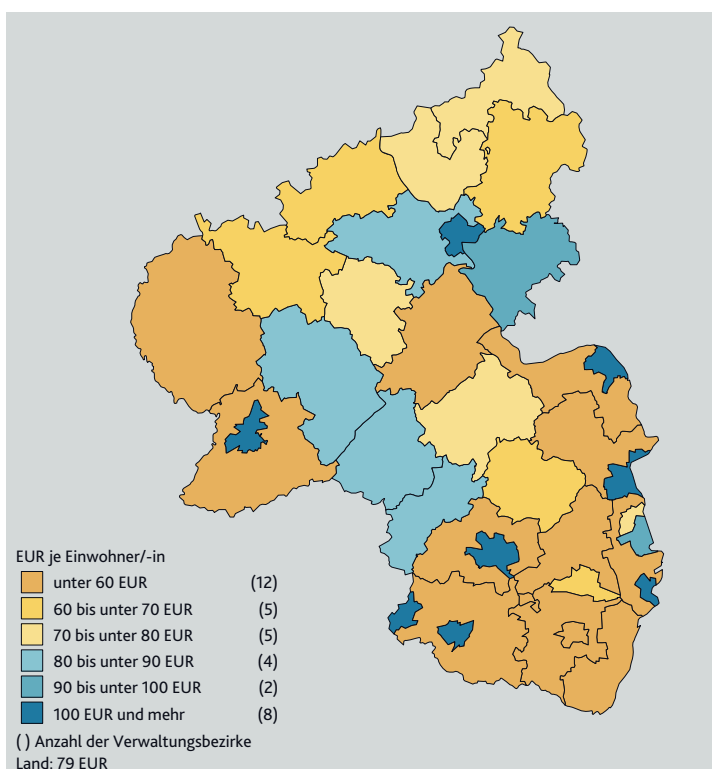 EUR je Einwohner/-in
unter 60 EUR (12)
60 bis unter 70 EUR (5)
70 bis unter 80 EUR (5)
80 bis unter 90 EUR (4)
90 bis unter 100 EUR (2)
100 EUR und mehr (8)
( ) Anzahl der Verwaltungsbezirke
Land: 79 EUR